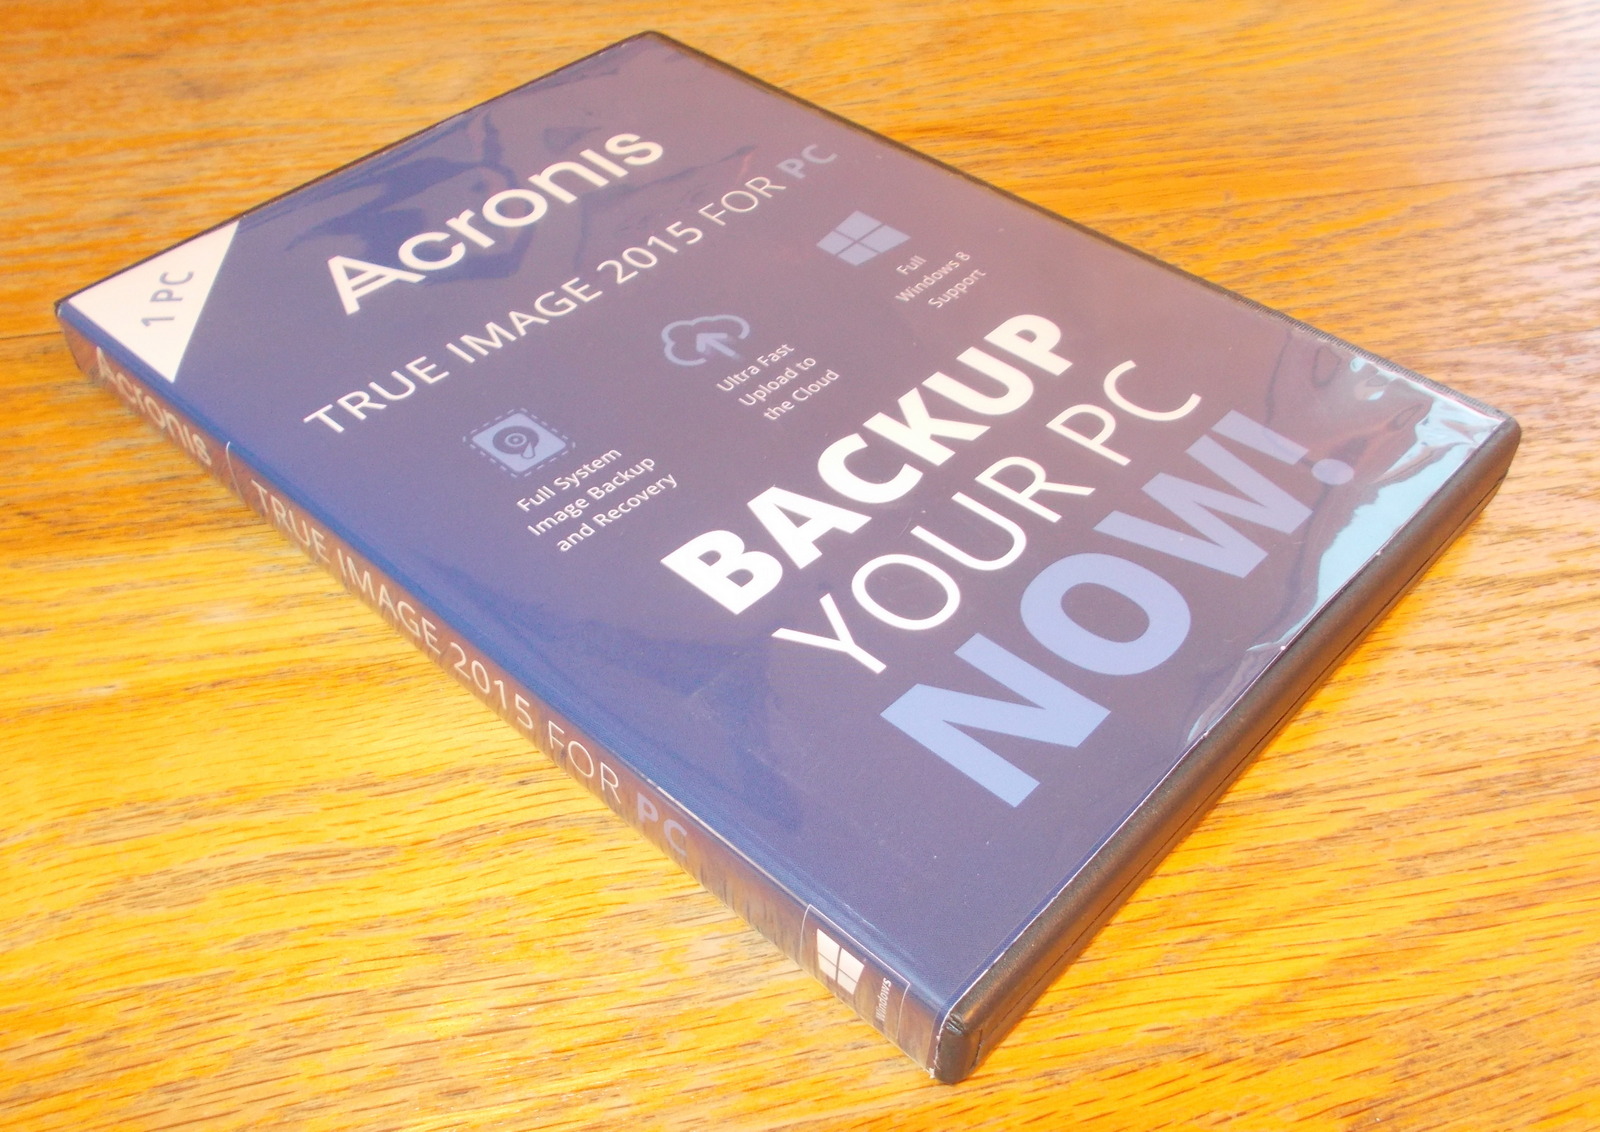 1 PC
Acronis
TRUE IMAGE 2015 FOR PC
Full System
Image Backup
and Recovery
Ultra Fast
Upload to
the Cloud
Full
Windows 8
Support
BACKUP
YOUR PC
NOW!
Acronis
TRUE IMAGE 2015 FOR PC
Windows